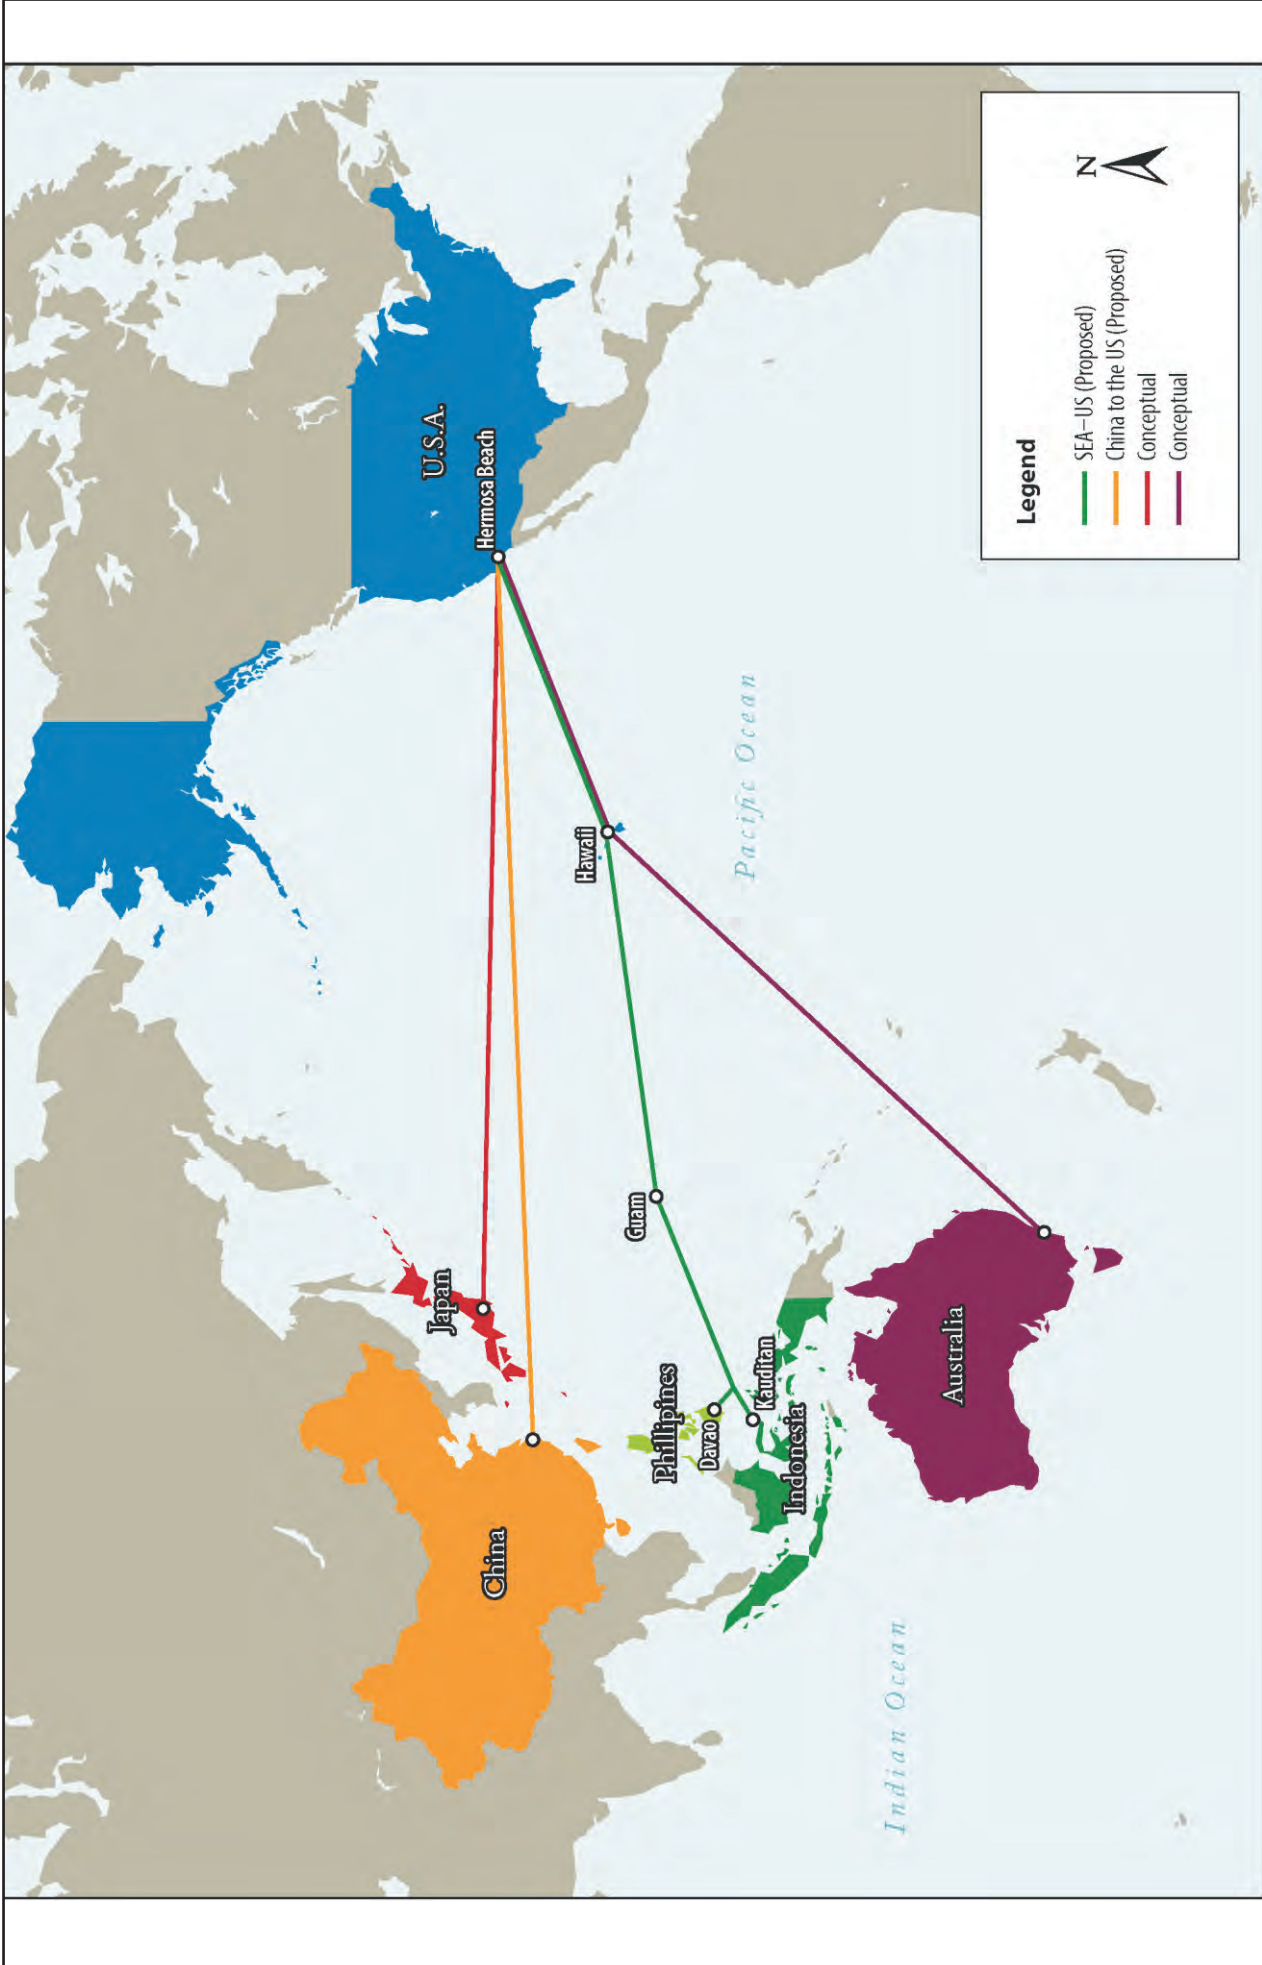 U.S.A.
Hermosa Beach
Hawaii
Guam
Japan
China
Phillipines
Davao
Kauditan
Indonesia
Australia
Pacific Ocean
Indian Ocean
Legend
SEA–US (Proposed)
China to the US (Proposed)
Conceptual
Conceptual
N